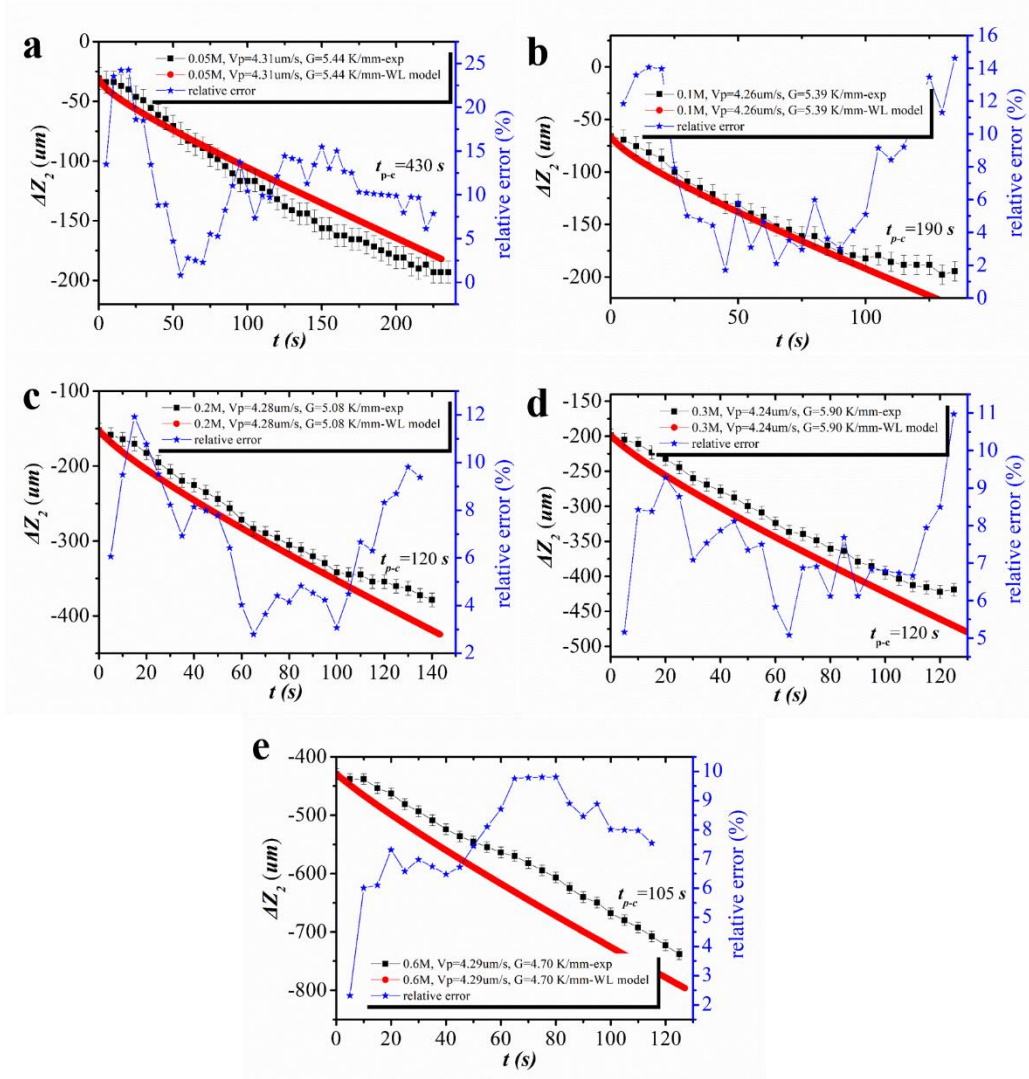 a
0.05M, Vp=4.31um/s, G=5.44 K/mm-exp
0.05M, Vp=4.31um/s, G=5.44 K/mm-WL model
relative error
t_p-c=430 s
0
-50
-100
-150
-200
ΔZ_2 (um)
0 50 100 150 200
t (s)
25
20
15
10
5
0
relative error (%)
b
0.1M, Vp=4.26um/s, G=5.39 K/mm-exp
0.1M, Vp=4.26um/s, G=5.39 K/mm-WL model
relative error
t_p-c=190 s
0
-50
-100
-150
-200
ΔZ_2 (um)
0 50 100
t (s)
16
14
12
10
8
6
4
2
0
relative error (%)
c
0.2M, Vp=4.28um/s, G=5.08 K/mm-exp
0.2M, Vp=4.28um/s, G=5.08 K/mm-WL model
relative error
t_p-c=120s
-100
-200
-300
-400
ΔZ_2 (um)
0 20 40 60 80 100 120 140
t (s)
12
10
8
6
4
2
relative error (%)
d
0.3M, Vp=4.24um/s, G=5.90 K/mm-exp
0.3M, Vp=4.24um/s, G=5.90 K/mm-WL model
relative error
t_p-c=120 s
-150
-200
-250
-300
-350
-400
-450
-500
ΔZ_2 (um)
0 20 40 60 80 100 120
t (s)
11
10
9
8
7
6
5
relative error (%)
e
t_p-c=105 s
0.6M, Vp=4.29um/s, G=4.70 K/mm-exp
0.6M, Vp=4.29um/s, G=4.70 K/mm-WL model
relative error
-400
-500
-600
-700
-800
ΔZ_2 (um)
0 20 40 60 80 100 120
t (s)
10
9
8
7
6
5
4
3
2
relative error (%)